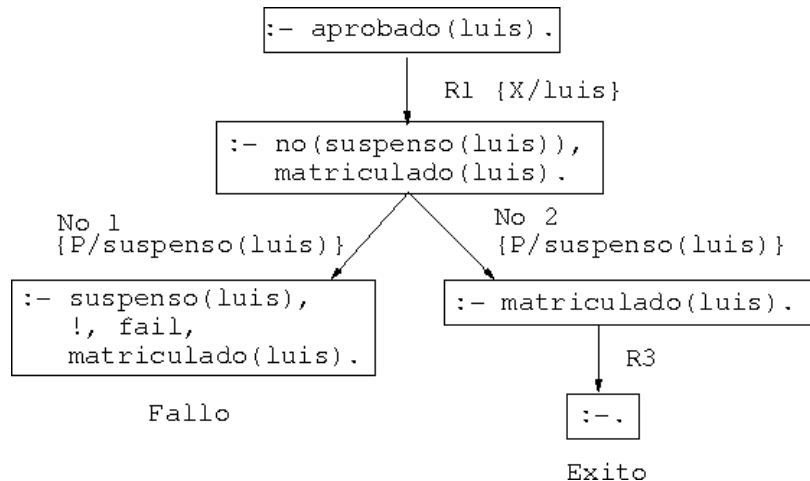 :- aprobado(luis).
R1 {X/luis}
:- no(suspenso(luis)),
matriculado(luis).
No 1
{P/suspenso(luis)}
No 2
{P/suspenso(luis)}
:- suspenso(luis),
!, fail,
matriculado(luis).
:- matriculado(luis).
R3
Fallo
:-.
Exito